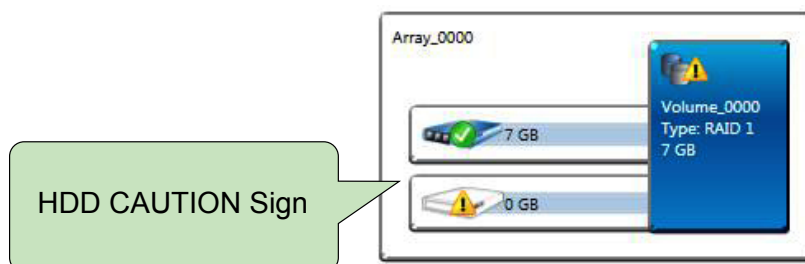 Array_0000
Volume_0000
Type: RAID 1
7 GB
7 GB
0 GB
HDD CAUTION Sign